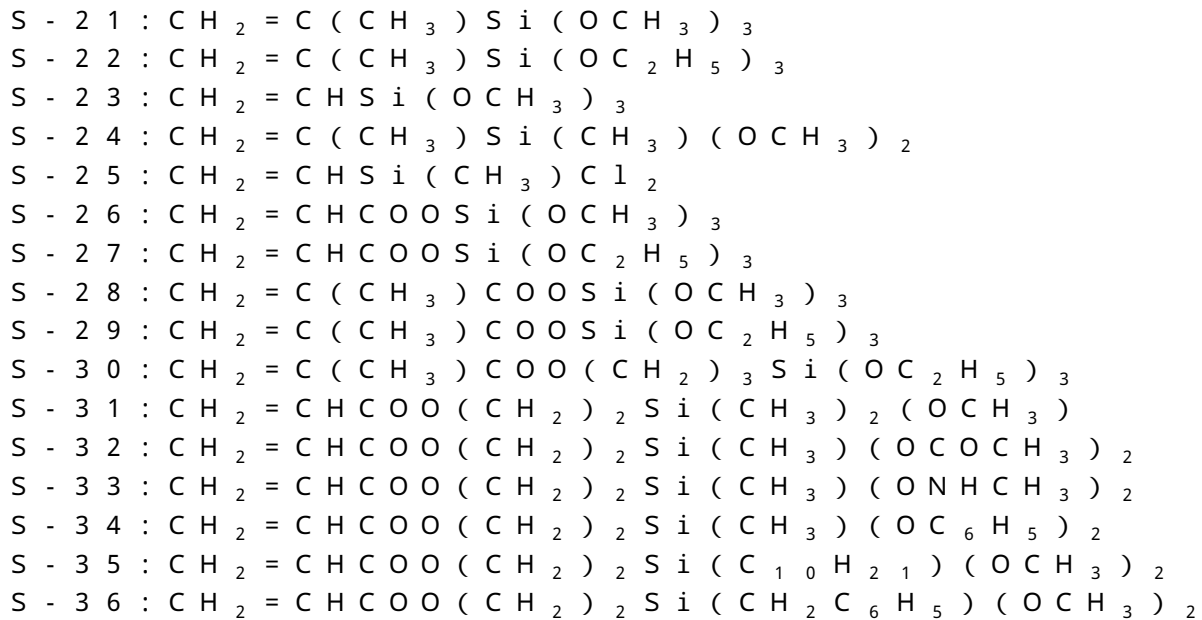 S-21:CH₂=C(CH₃)Si(OCH₃)₃
S-22:CH₂=C(CH₃)Si(OC₂H₅)₃
S-23:CH₂=CHSi(OCH₃)₃
S-24:CH₂=C(CH₃)Si(CH₃)(OCH₃)₂
S-25:CH₂=CHSi(CH₃)Cl₂
S-26:CH₂=CHCOOSi(OCH₃)₃
S-27:CH₂=CHCOOSi(OC₂H₅)₃
S-28:CH₂=C(CH₃)COOSi(OCH₃)₃
S-29:CH₂=C(CH₃)COOSi(OC₂H₅)₃
S-30:CH₂=C(CH₃)COO(CH₂)₃Si(OC₂H₅)₃
S-31:CH₂=CHCOO(CH₂)₂Si(CH₃)₂(OCH₃)
S-32:CH₂=CHCOO(CH₂)₂Si(CH₃)(OCOCH₃)₂
S-33:CH₂=CHCOO(CH₂)₂Si(CH₃)(ONHCH₃)₂
S-34:CH₂=CHCOO(CH₂)₂Si(CH₃)(OC₆H₅)₂
S-35:CH₂=CHCOO(CH₂)₂Si(C₁₀H₂₁)(OCH₃)₂
S-36:CH₂=CHCOO(CH₂)₂Si(CH₂C₆H₅)(OCH₃)₂